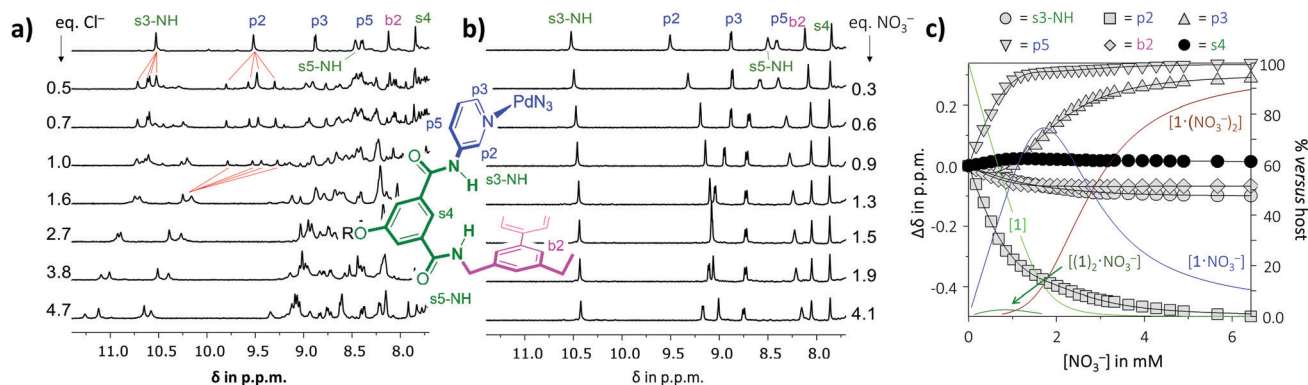 a)
eq. Cl⁻
s3-NH p2 p3 p5 b2 s4
s5-NH
0.5
0.7
1.0
1.6
2.7
3.8
4.7
11.0 10.5 10.0 9.5 9.0 8.5 8.0
δ in p.p.m.
p3
PdN₃
p5
N
p2
O
N
H
s3-NH
s4
R
O
b2
H
N
O
s5-NH
b)
s3-NH p2 p3 p5 b2 s4
eq. NO₃⁻
s5-NH
0.3
0.6
0.9
1.3
1.5
1.9
4.1
11.0 10.5 10.0 9.5 9.0 8.5 8.0
δ in p.p.m.
c)
= s3-NH = p2 = p3
= p5 = b2 = s4
0.2
0.0
-0.2
-0.4
Δδ in p.p.m.
100
80
60
40
20
0.0
% versus host
[1·(NO₃⁻)₂]
[1]
[(1)₂·NO₃⁻]
[1·NO₃⁻]
0 1 2 3 4 5 6
[NO₃⁻] in mM